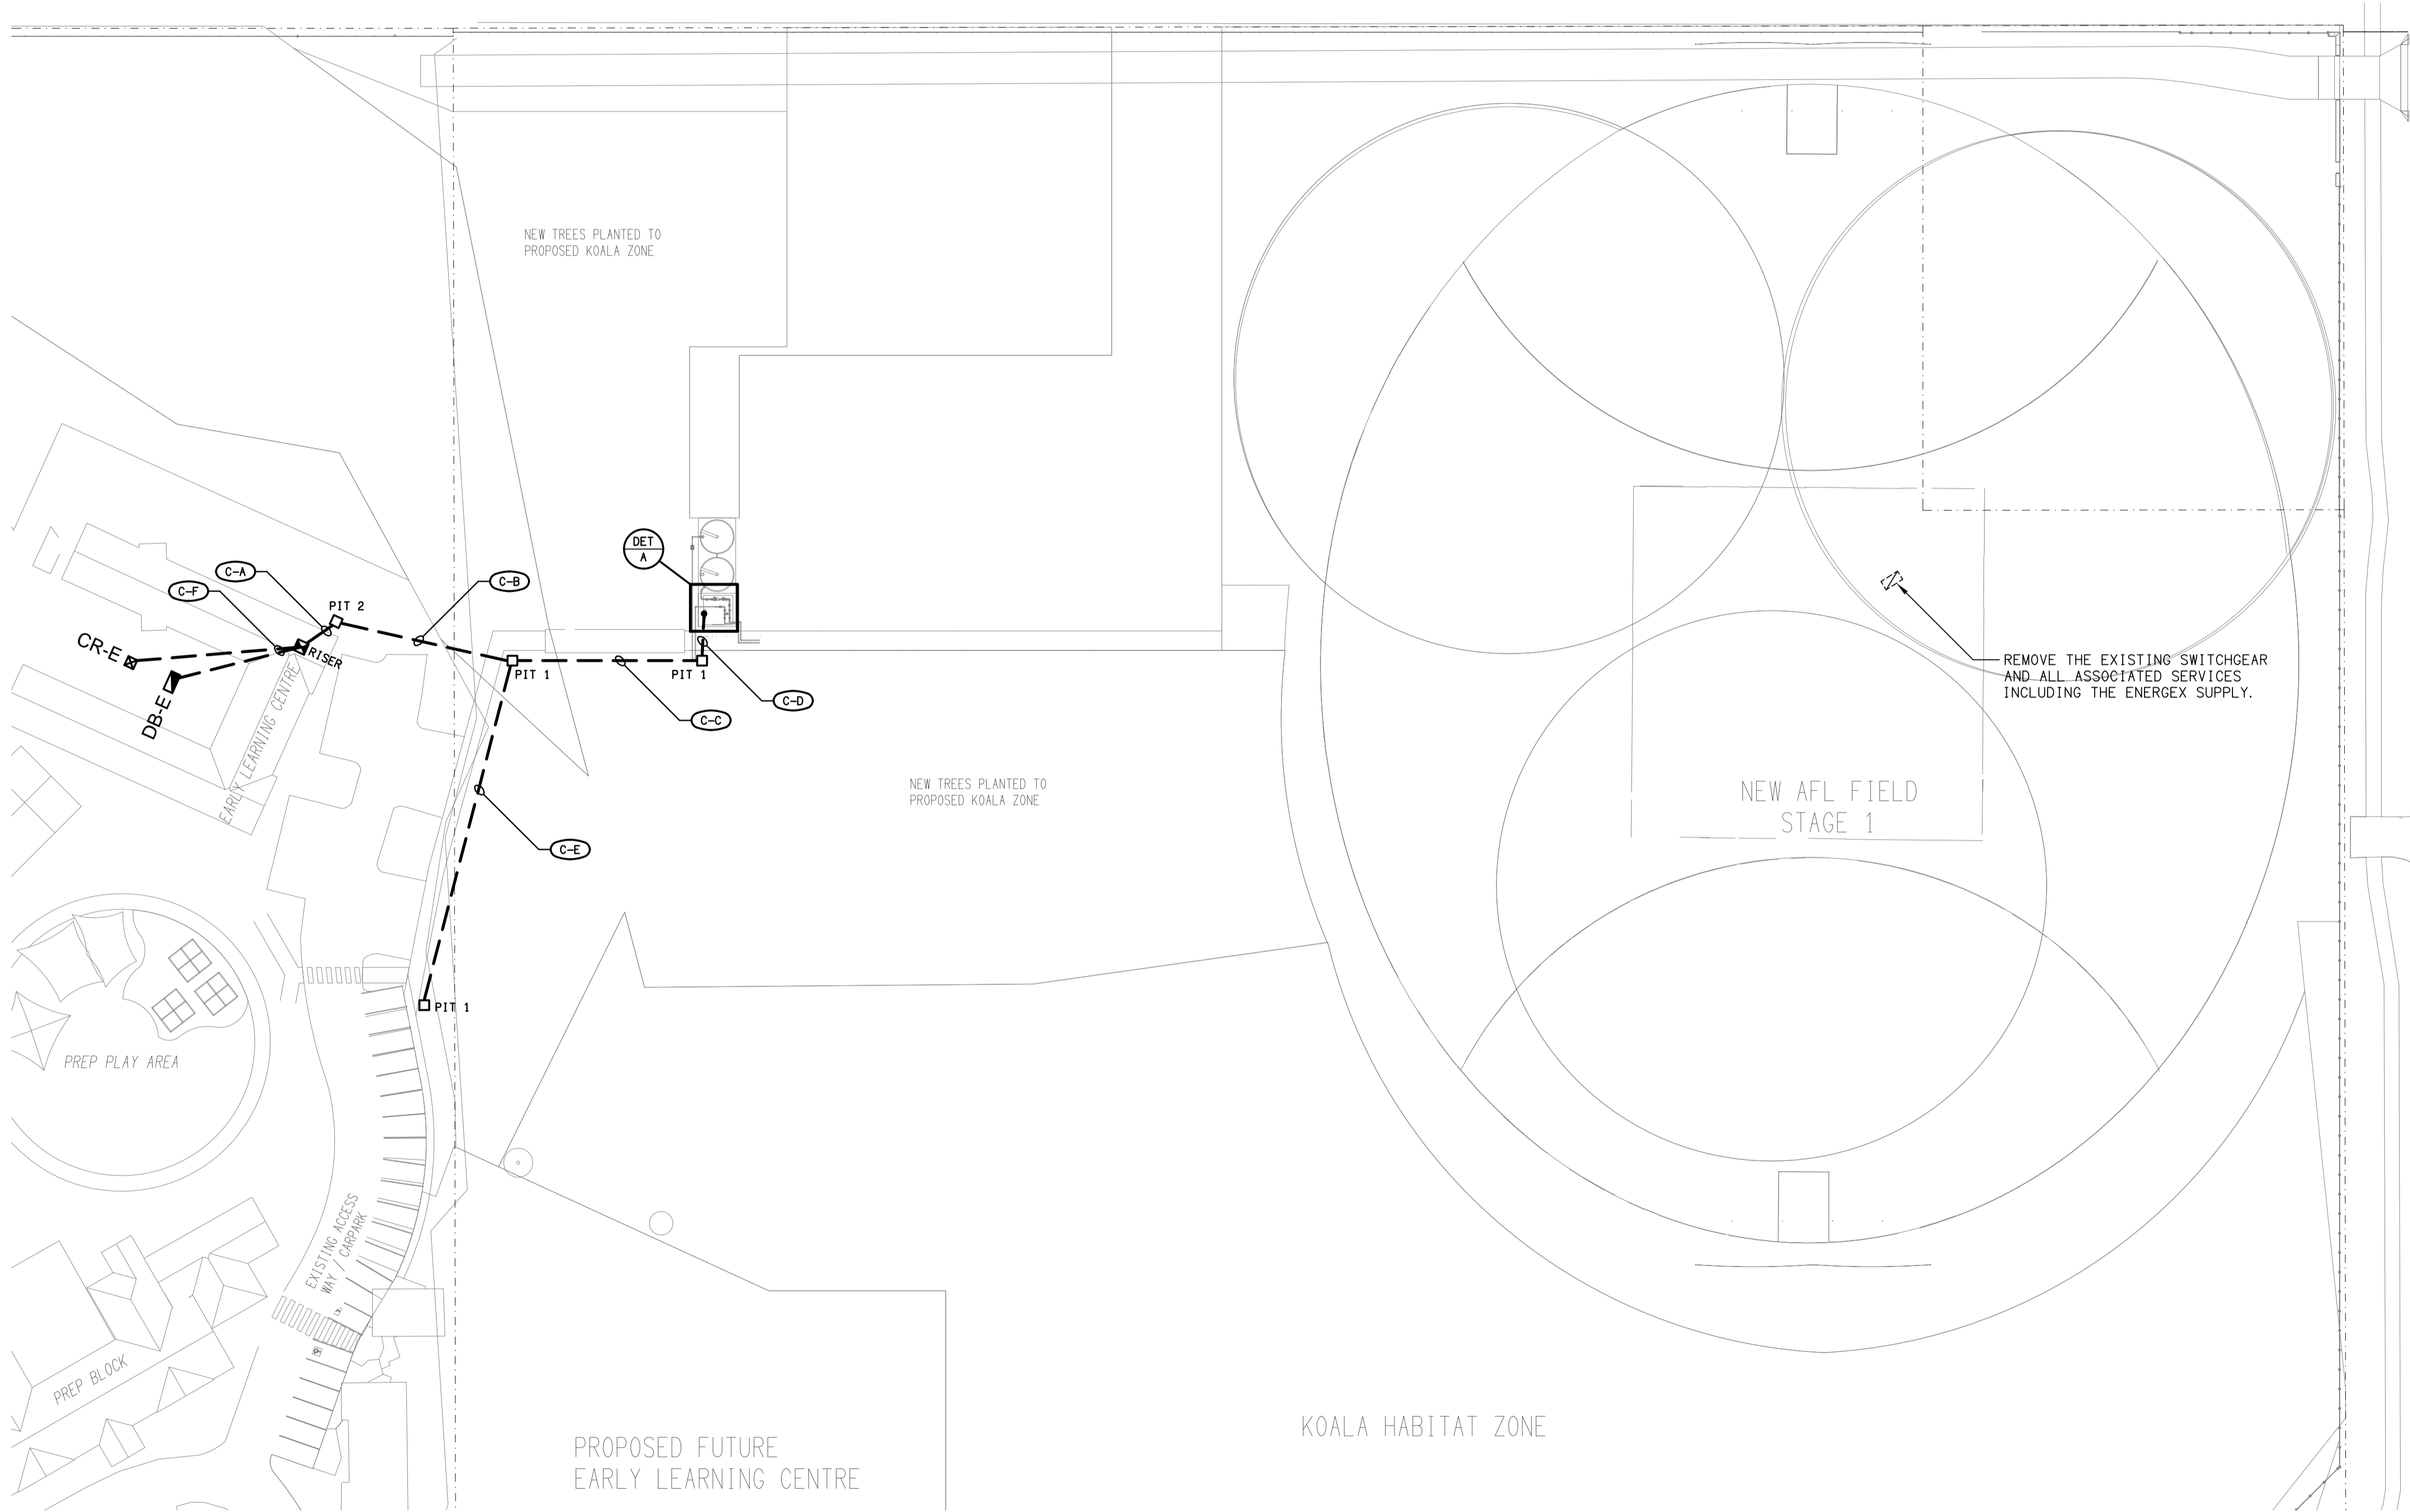 NEW TREES PLANTED TO
PROPOSED KOALA ZONE
DET
A
C-A
C-B
C-F
PIT 2
CR-E
RISER
DB-E
PIT 1
PIT 1
C-D
C-C
REMOVE THE EXISTING SWITCHGEAR
AND ALL ASSOCIATED SERVICES
INCLUDING THE ENERGEX SUPPLY.
EARLY LEARNING CENTRE
NEW TREES PLANTED TO
PROPOSED KOALA ZONE
NEW AFL FIELD
STAGE 1
C-E
PIT 1
PREP PLAY AREA
EXISTING ACCESS
WAY / CARPARK
PREP BLOCK
PROPOSED FUTURE
EARLY LEARNING CENTRE
KOALA HABITAT ZONE